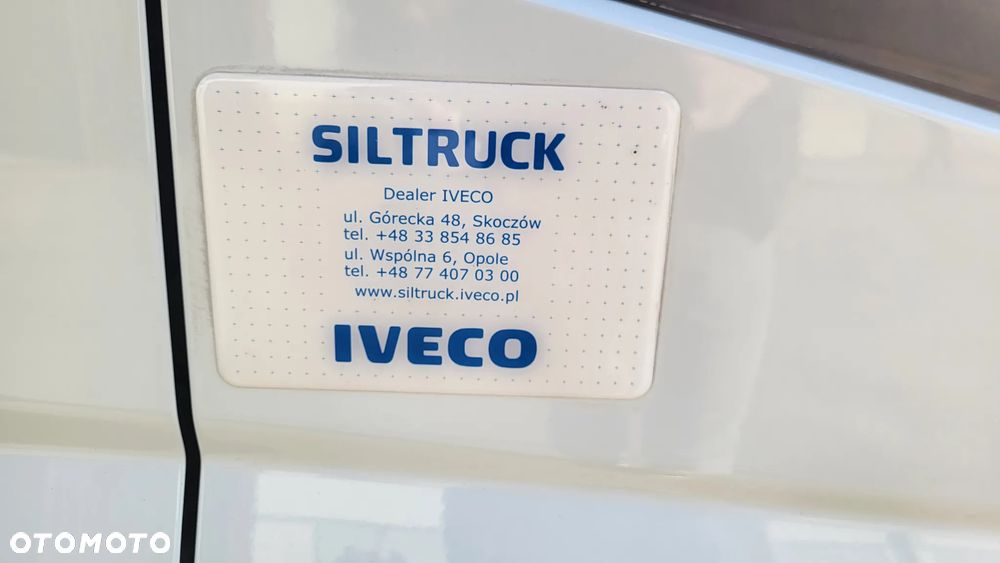 SILTRUCK
Dealer IVECO
ul. Górecka 48, Skoczów
tel. +48 33 854 86 85
ul. Wspólna 6, Opole
tel. +48 77 407 03 00
www.siltruck.iveco.pl
IVECO
OTOMOTO